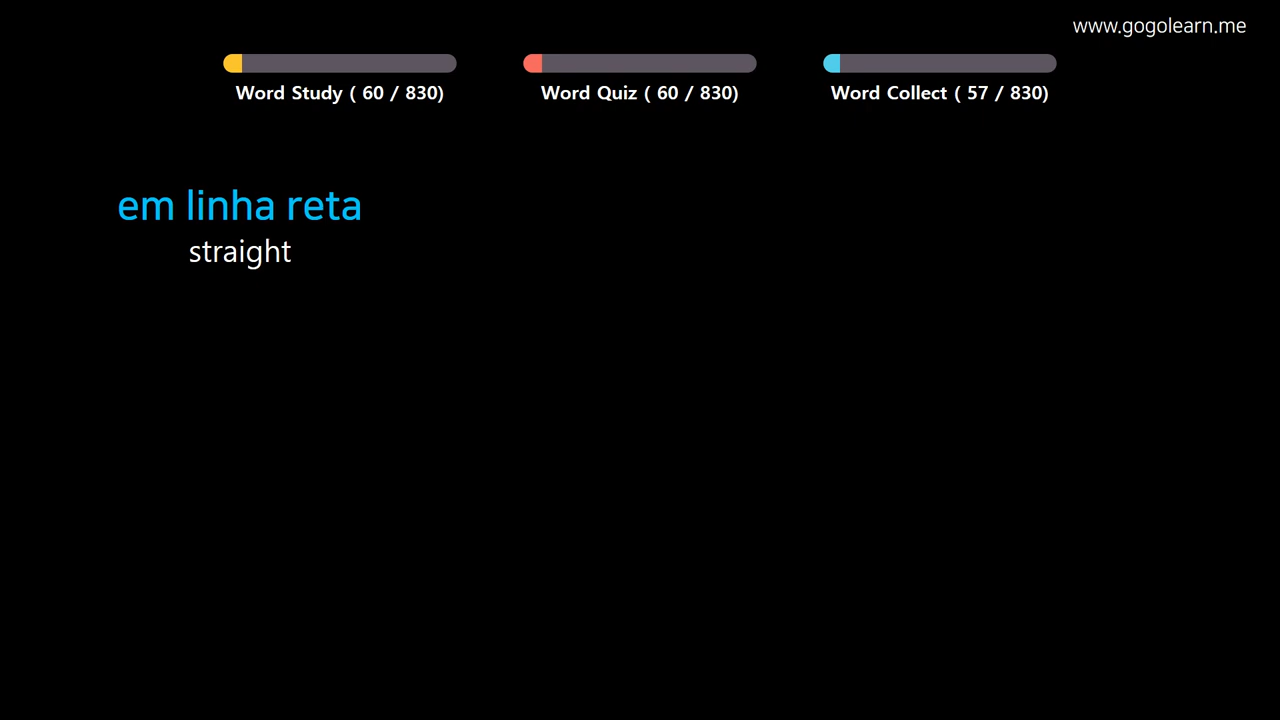 www.gogolearn.me
Word Study ( 60 / 830)
Word Quiz ( 60 / 830)
Word Collect ( 57 / 830)
em linha reta
straight